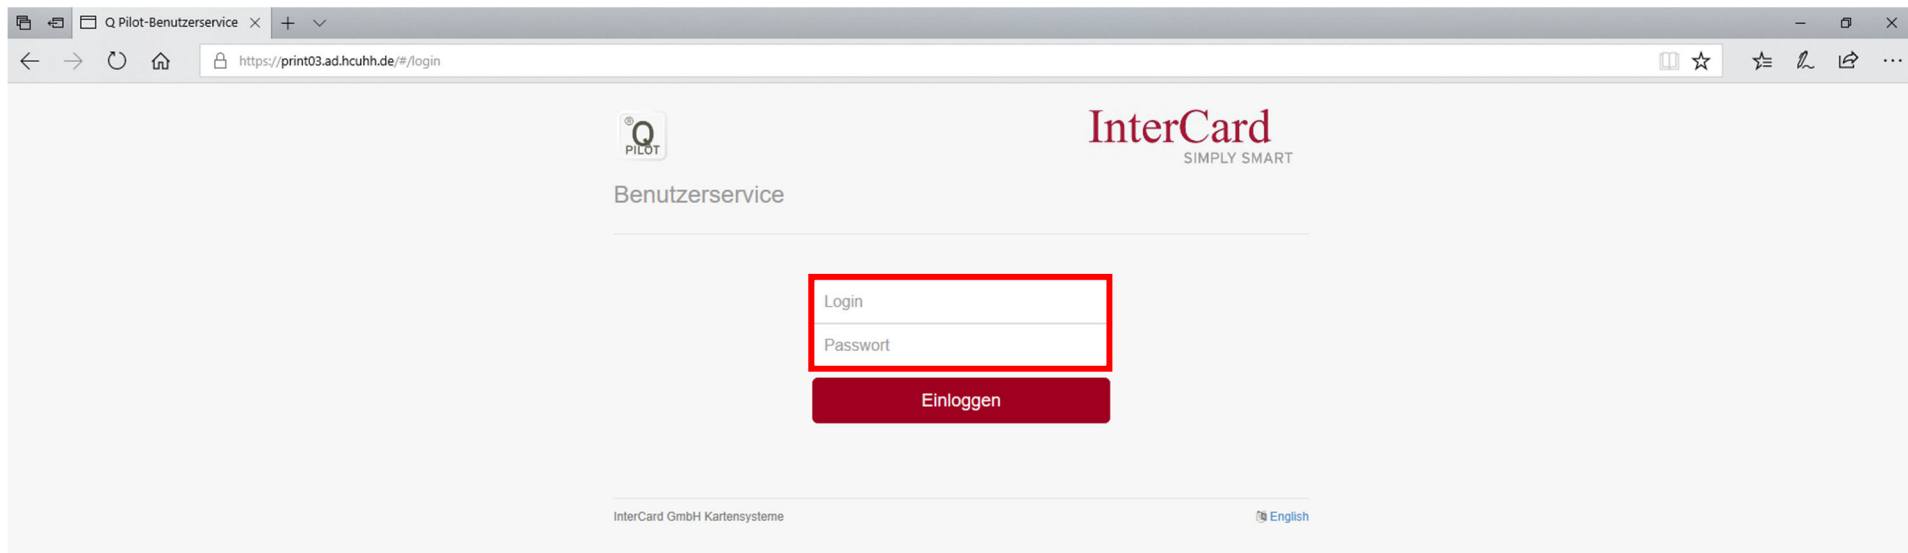 Q Pilot-Benutzerservice
https://print03.ad.hcuhh.de/#/login
®Q
PILOT
InterCard
SIMPLY SMART
Benutzerservice
Login
Passwort
Einloggen
InterCard GmbH Kartensysteme
English